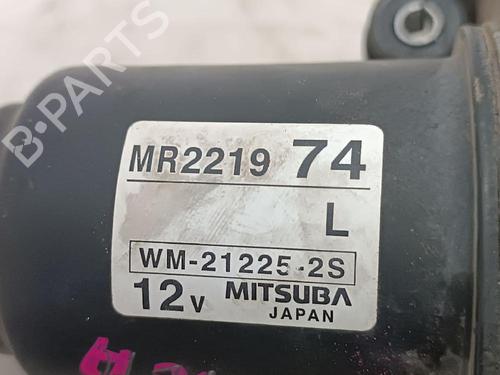 B-PARTS
MR2219 74
L
WM-21225-2S
12V MITSUBA
JAPAN